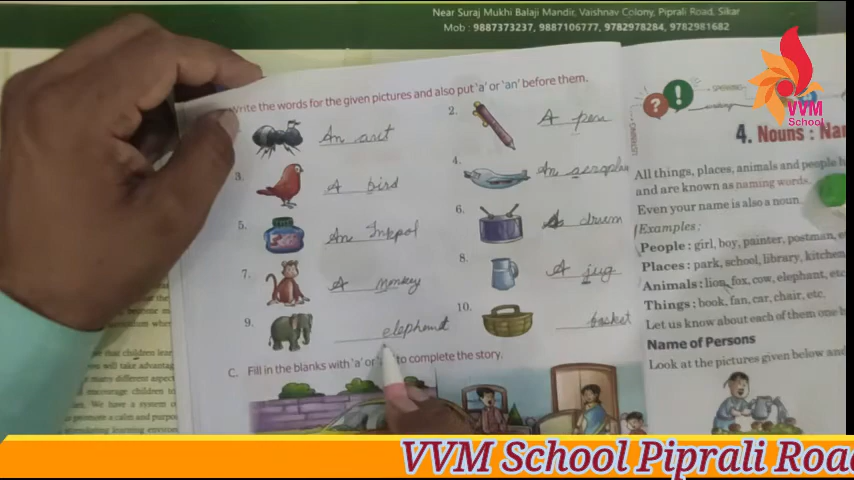 Near Suraj Mukhi Balaji Mandir, Vaishnav Colony, Piprali Road, Sikar
Mob : 9887373237, 9887106777, 9782978284, 9782981682
VVM
School
Write the words for the given pictures and also put 'a' or 'an' before them.
An ant
2. A pen
3. A bird
4. An aeropla
5. An Inkpol
6. A drum
7. A monkey
8. A jug
9. elephant
10. basket
C. Fill in the blanks with 'a' or to complete the story.
4. Nouns : Na
All things, places, animals and people
and are known as naming words.
Even your name is also a noun.
Examples:
People : girl, boy, painter, postman,
Places : park, school, library, kitchen
Animals : lion, fox, cow, elephant, etc
Things : book, fan, car, chair, etc.
Let us know about each of them one b
Name of Persons
Look at the pictures given below and
VVM School Piprali Roa